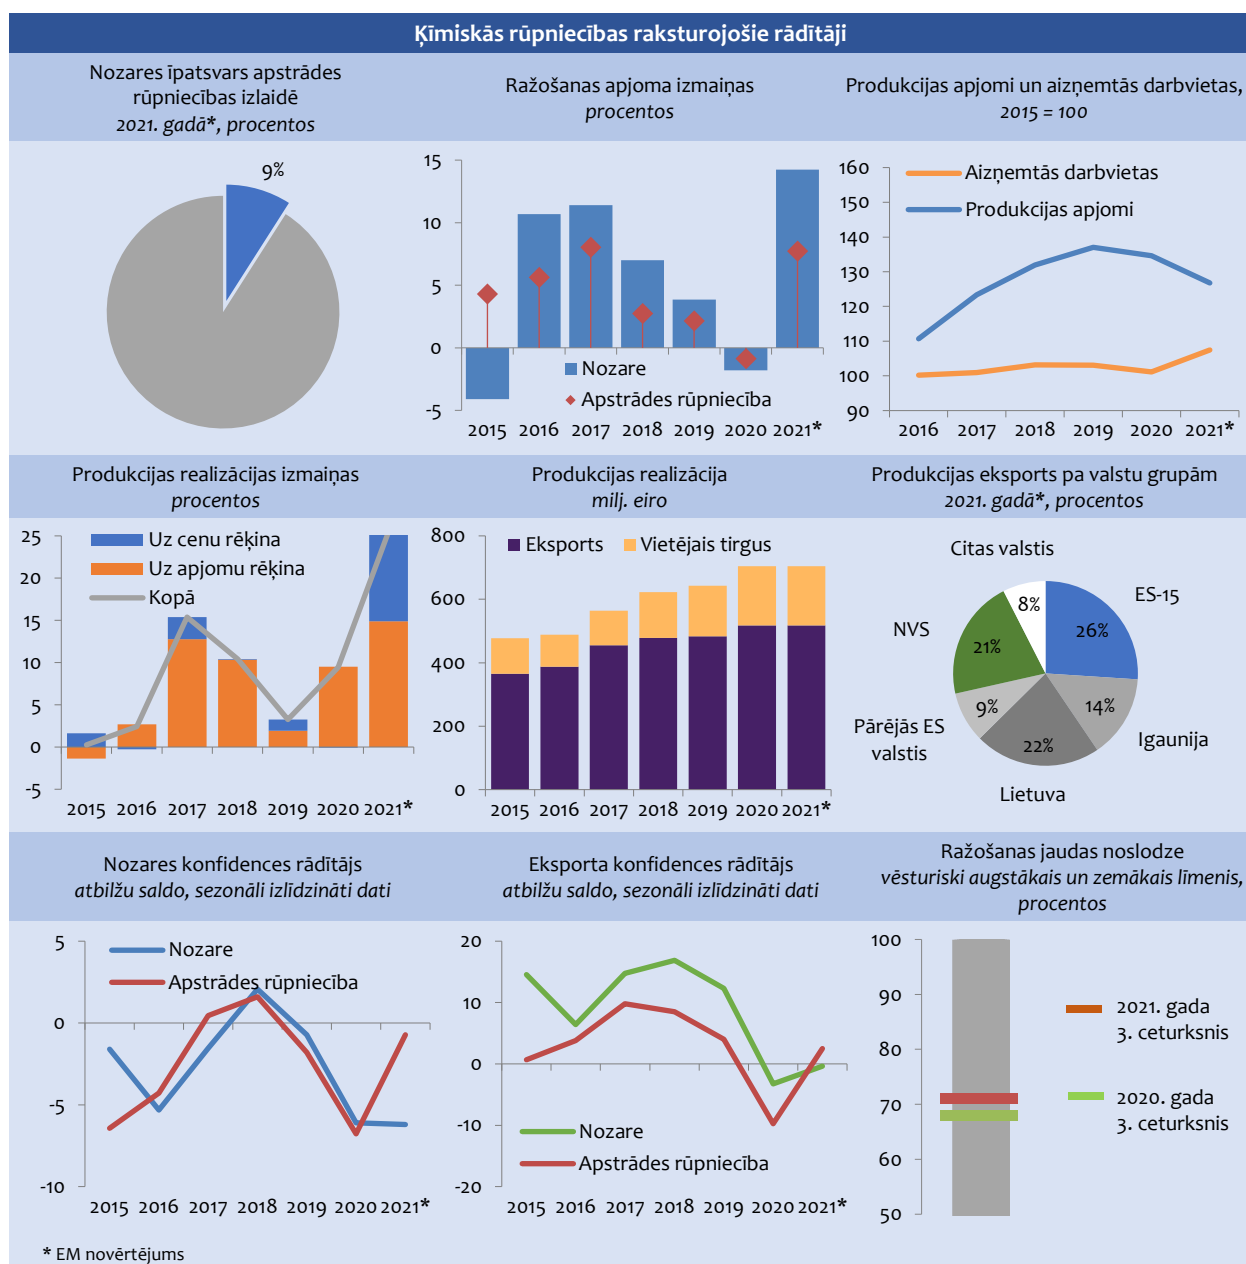 Ķīmiskās rūpniecības raksturojošie rādītāji
Nozares īpatsvars apstrādes
rūpniecības izlaidē
2021. gadā*, procentos
9%
Ražošanas apjoma izmaiņas
procentos
15
10
5
0
-5
Nozare
Apstrādes rūpniecība
2015 2016 2017 2018 2019 2020 2021*
Produkcijas apjomi un aizņemtās darbvietas,
2015 = 100
160
150
140
130
120
110
100
90
Aizņemtās darbvietas
Produkcijas apjomi
2016 2017 2018 2019 2020 2021*
Produkcijas realizācijas izmaiņas
procentos
25
20
15
10
5
0
-5
Uz cenu rēķina
Uz apjomu rēķina
Kopā
2015 2016 2017 2018 2019 2020 2021*
Produkcijas realizācija
milj. eiro
800
600
400
200
0
Eksports
Vietējais tirgus
2015 2016 2017 2018 2019 2020 2021*
Produkcijas eksports pa valstu grupām
2021. gadā*, procentos
Citas valstis
8%
ES-15
26%
NVS
21%
14%
Igaunija
9%
Pārējās ES
valstis
22%
Lietuva
Nozares konfidences rādītājs
atbilžu saldo, sezonāli izlīdzināti dati
5
0
-5
-10
Nozare
Apstrādes rūpniecība
2015 2016 2017 2018 2019 2020 2021*
Eksporta konfidences rādītājs
atbilžu saldo, sezonāli izlīdzināti dati
20
10
0
-10
-20
Nozare
Apstrādes rūpniecība
2015 2016 2017 2018 2019 2020 2021*
Ražošanas jaudas noslodze
vēsturiski augstākais un zemākais līmenis,
procentos
100
90
80
70
60
50
2021. gada
3. ceturksnis
2020. gada
3. ceturksnis
* EM novērtējums